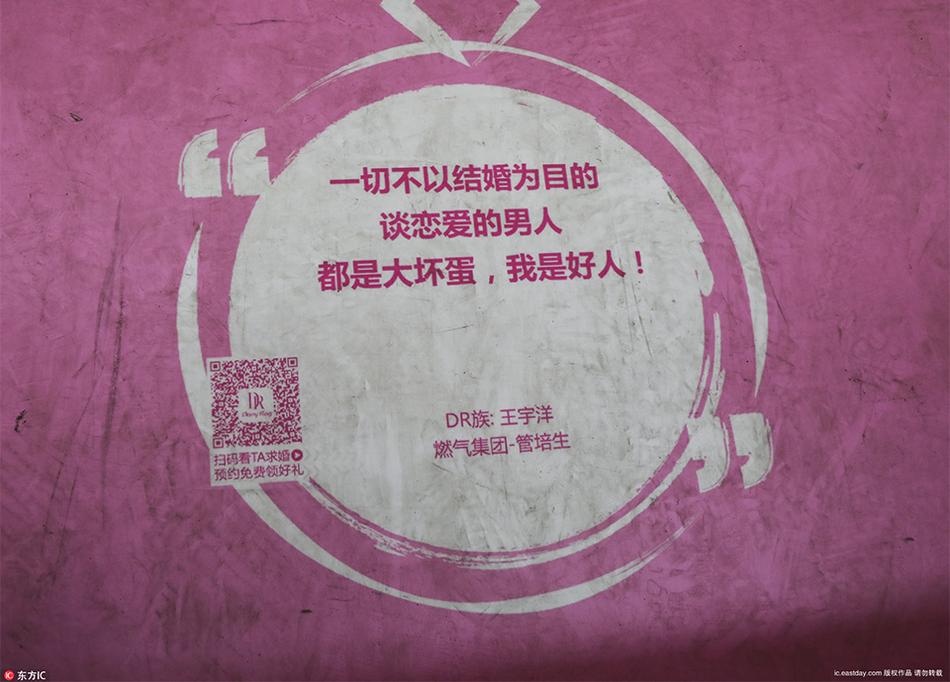 一切不以结婚为目的
谈恋爱的男人
都是大坏蛋，我是好人！
DR
Darry Ring
扫码看TA求婚
预约免费领好礼
DR族: 王宇洋
燃气集团-管培生
东方IC
ic.eastday.com 版权作品 请勿转载